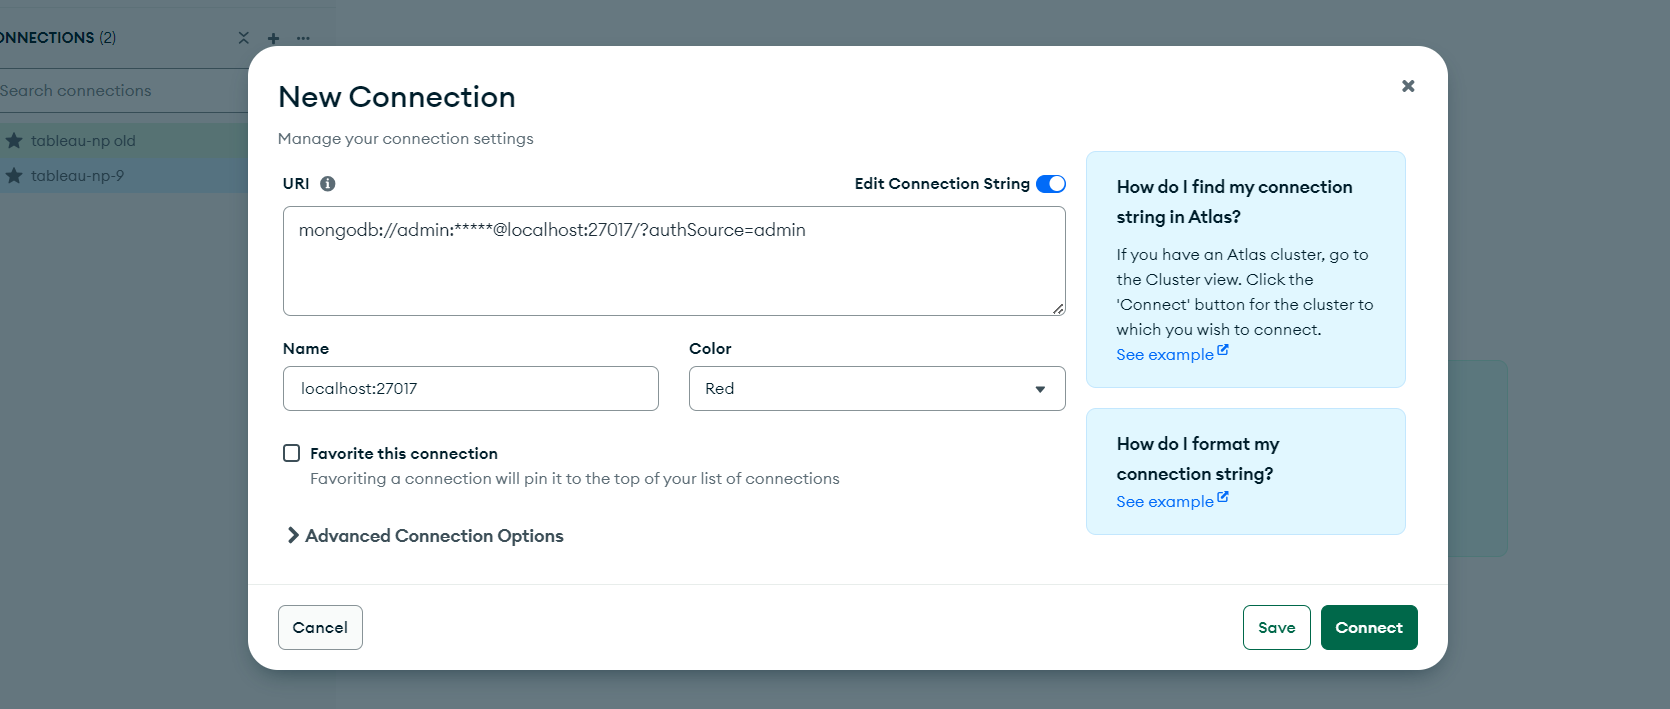 ONNECTIONS (2)
Search connections
tableau-np old
tableau-np-9
New Connection
Manage your connection settings
URI
Edit Connection String
mongodb://admin:*****@localhost:27017/?authSource=admin
Name
Color
localhost:27017
Red
Favorite this connection
Favoriting a connection will pin it to the top of your list of connections
Advanced Connection Options
How do I find my connection
string in Atlas?
If you have an Atlas cluster, go to
the Cluster view. Click the
'Connect' button for the cluster to
which you wish to connect.
See example
How do I format my
connection string?
See example
Cancel
Save
Connect